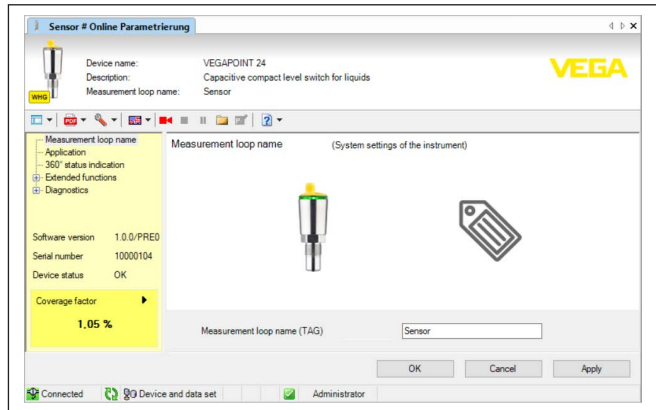 Sensor # Online Parametrierung
Device name: VEGAPOINT 24
Description: Capacitive compact level switch for liquids
Measurement loop name: Sensor
VEGA
WHG
PDF
Measurement loop name
Application
360° status indication
Extended functions
Diagnostics
Measurement loop name (System settings of the instrument)
Software version 1.0.0/PRE0
Serial number 10000104
Device status OK
Coverage factor
1,05 %
Measurement loop name (TAG) Sensor
OK Cancel Apply
Connected Device and data set Administrator